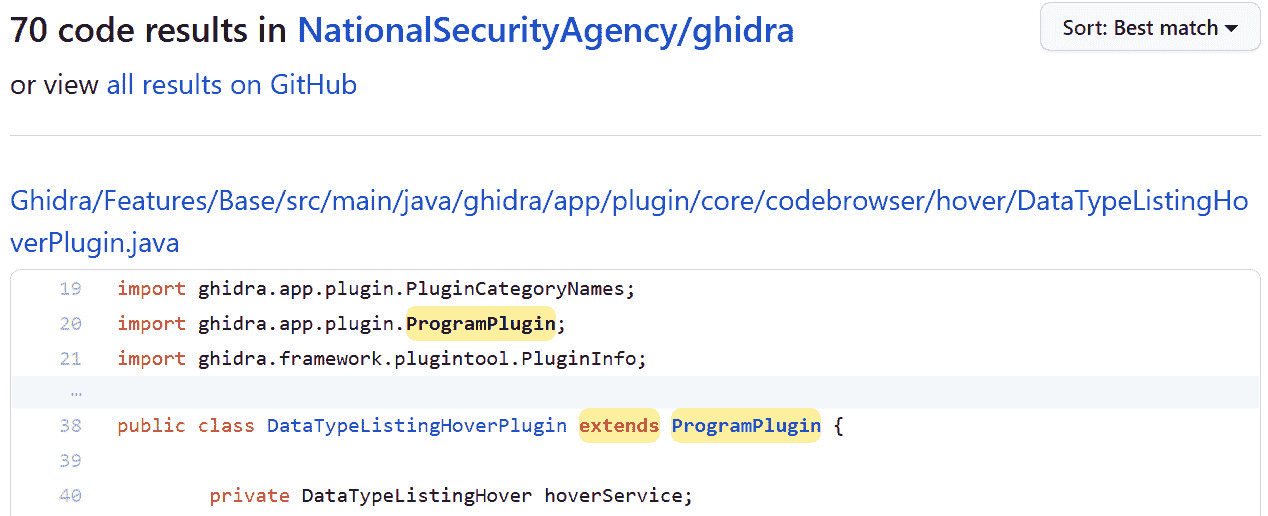 70 code results in NationalSecurityAgency/ghidra
Sort: Best match
or view all results on GitHub
Ghidra/Features/Base/src/main/java/ghidra/app/plugin/core/codebrowser/hover/DataTypeListingHo
verPlugin.java
19 import ghidra.app.plugin.PluginCategoryNames;
20 import ghidra.app.plugin.ProgramPlugin;
21 import ghidra.framework.plugintool.PluginInfo;
…
38 public class DataTypeListingHoverPlugin extends ProgramPlugin {
39
40 private DataTypeListingHover hoverService;